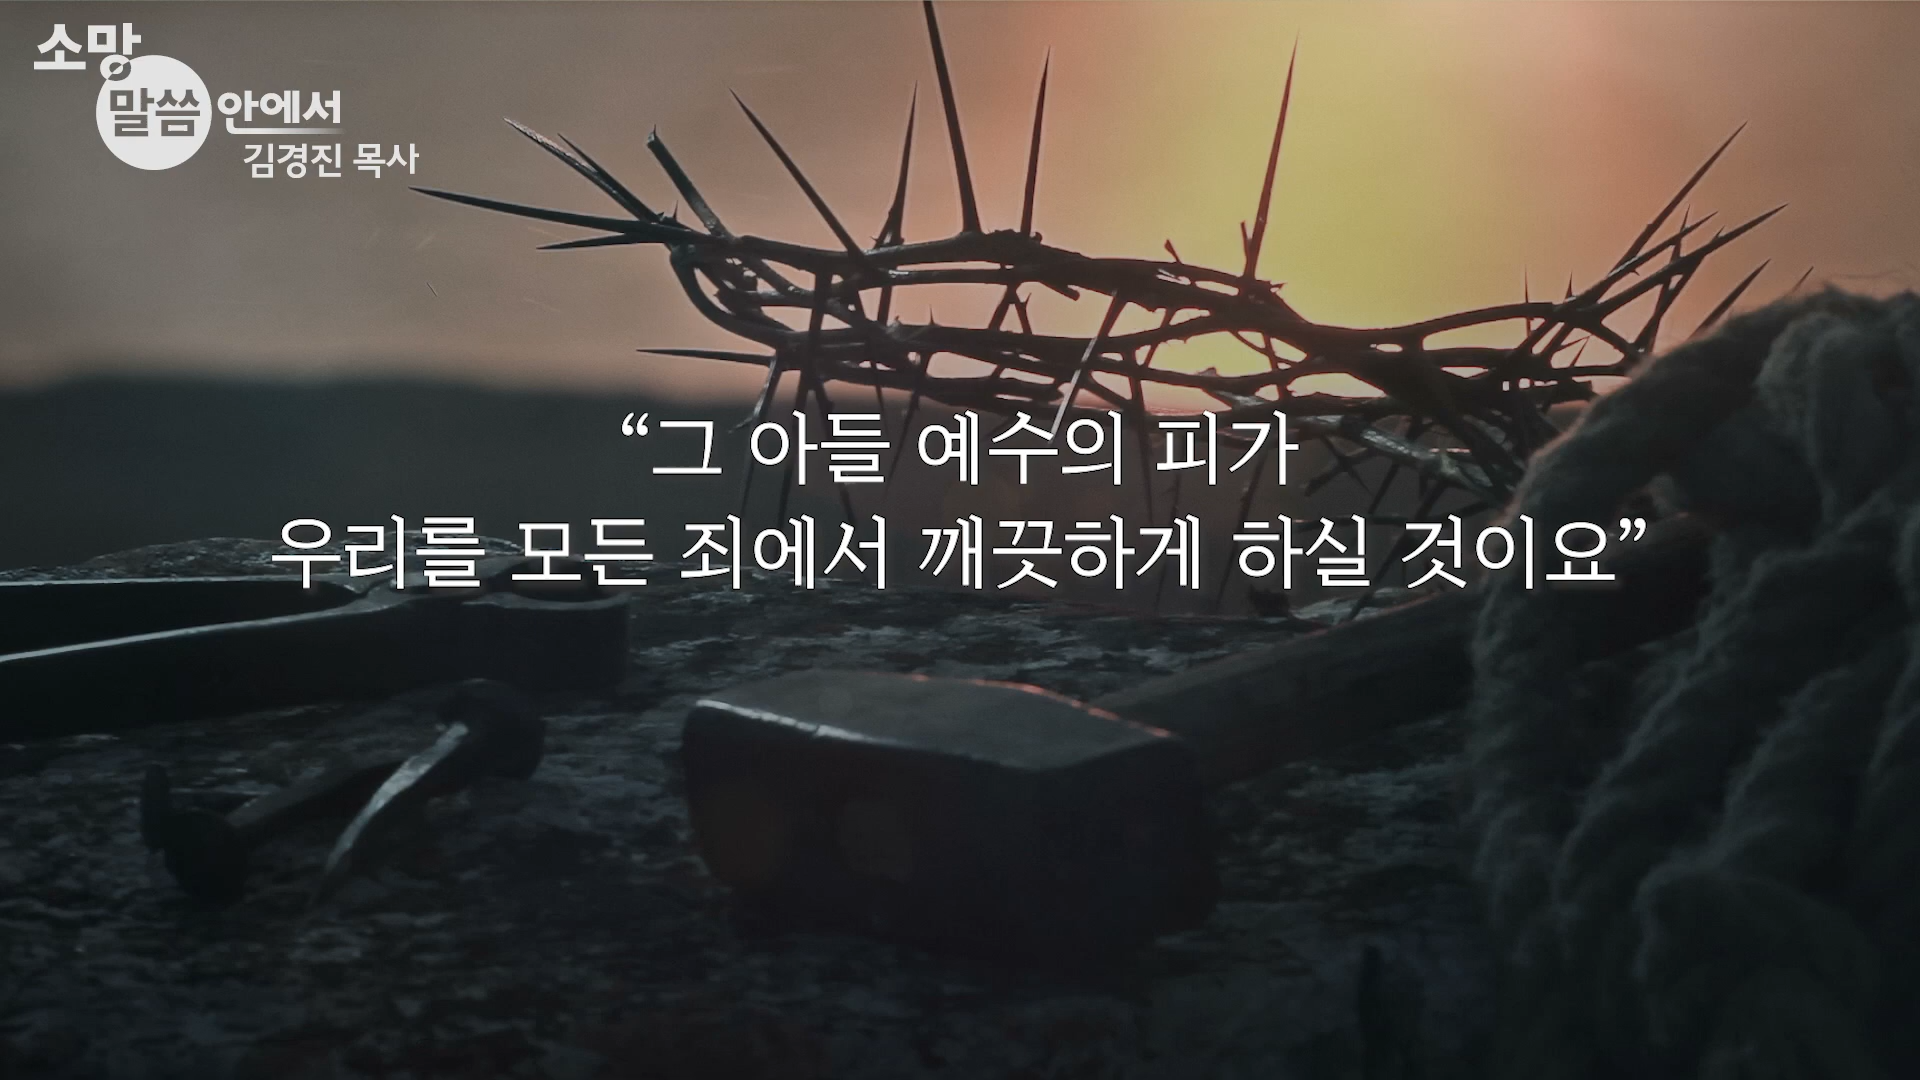 소망
말씀 안에서
김경진 목사
“그 아들 예수의 피가
우리를 모든 죄에서 깨끗하게 하실 것이요”